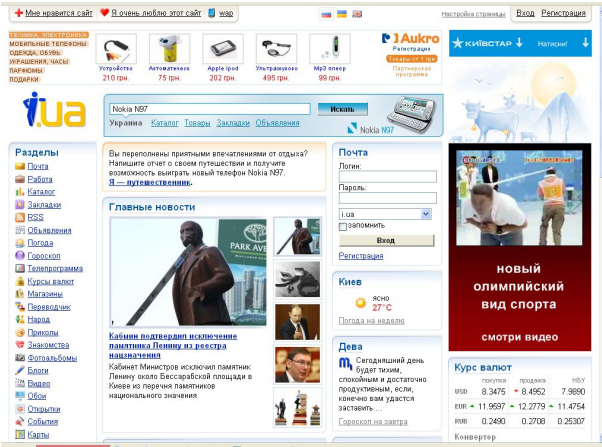 Мне нравится сайт
Я очень люблю этот сайт
wap
Настройка страницы
Вход Регистрация
ТЕХНИКА, ЭЛЕКТРОНИКА
МОБИЛЬНЫЕ ТЕЛЕФОНЫ
ОДЕЖДА, ОБУВЬ
УКРАШЕНИЯ, ЧАСЫ
ПАРФЮМЫ
ПОДАРКИ
Устройство
210 грн.
Автоматическ
75 грн.
Apple ipod
202 грн.
Ультразвуково
495 грн.
Mp3 плеер
99 грн.
Aukro
Регистрация
Товары от 1 грн
Партнерская
программа
КИЇВСТАР
Натисни!
i.ua
Nokia N97
Искать
Украина Каталог Товары Закладки Объявления
Nokia N97
Разделы
Почта
Работа
Каталог
Закладки
RSS
Объявления
Погода
Гороскоп
Телепрограмма
Курсы валют
Магазины
Переводчик
Народ
Приколы
Знакомства
Фотоальбомы
Блоги
Видео
Обои
Открытки
События
Карты
Вы переполнены приятными впечатлениями от отдыха?
Напишите отчет о своем путешествии и получите
возможность выиграть новый телефон Nokia N97.
Я — путешественник.
Главные новости
PARK AVE
Кабмин подтвердил исключение
памятника Ленину из реестра
нацзначения
Кабинет Министров исключил памятник
Ленину около Бессарабской площади в
Киеве из перечня памятников
национального значения
Почта
Логин:
Пароль:
i.ua
запомнить
Вход
Регистрация
Киев
ясно
27°C
Погода на неделю
Дева
Сегодняшний день
будет тихим,
спокойным и достаточно
продуктивным, если,
конечно вам удастся
заставить ...
Гороскоп на завтра
новый
олимпийский
вид спорта
смотри видео
Курс валют
покупка продажа НБУ
USD 8.3475 8.4952 7.9890
EUR 11.9597 12.2779 11.4754
RUB 0.2490 0.2708 0.25307
Конвертер